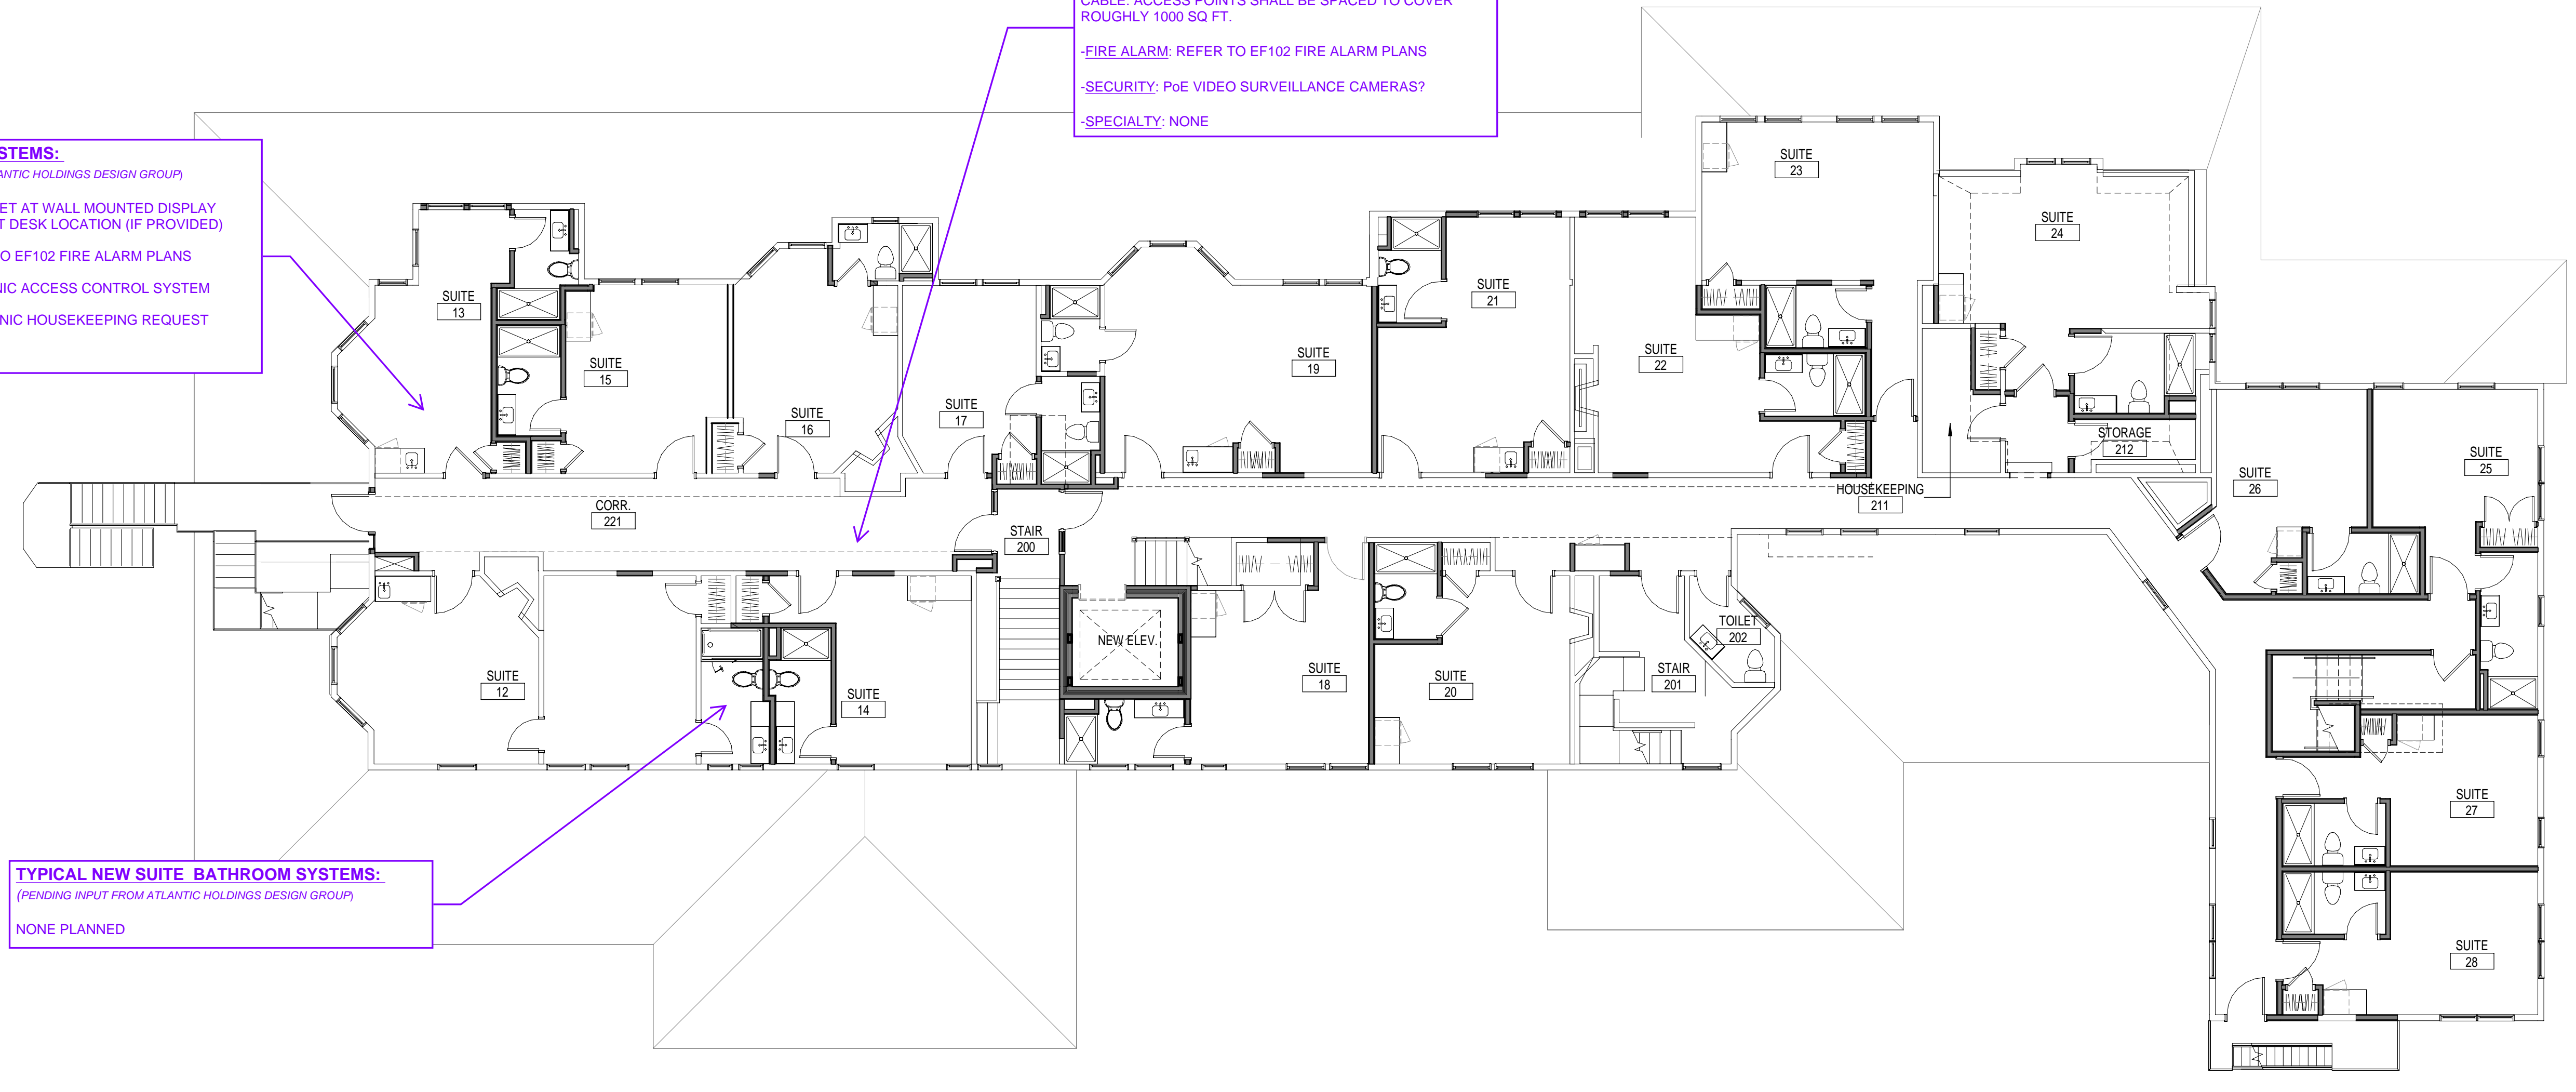 CABLE. ACCESS POINTS SHALL BE SPACED TO COVER
ROUGHLY 1000 SQ FT.
-FIRE ALARM: REFER TO EF102 FIRE ALARM PLANS
-SECURITY: PoE VIDEO SURVEILLANCE CAMERAS?
-SPECIALTY: NONE
STEMS:
ANTIC HOLDINGS DESIGN GROUP)
ET AT WALL MOUNTED DISPLAY
T DESK LOCATION (IF PROVIDED)
O EF102 FIRE ALARM PLANS
NIC ACCESS CONTROL SYSTEM
NIC HOUSEKEEPING REQUEST
SUITE
23
SUITE
24
SUITE
13
SUITE
21
SUITE
15
SUITE
19
SUITE
22
SUITE
16
SUITE
17
STORAGE
212
SUITE
25
SUITE
26
HOUSEKEEPING
211
CORR.
221
STAIR
200
NEW ELEV.
TOILET
202
SUITE
12
SUITE
14
SUITE
18
SUITE
20
STAIR
201
SUITE
27
SUITE
28
TYPICAL NEW SUITE  BATHROOM SYSTEMS:
(PENDING INPUT FROM ATLANTIC HOLDINGS DESIGN GROUP)
NONE PLANNED